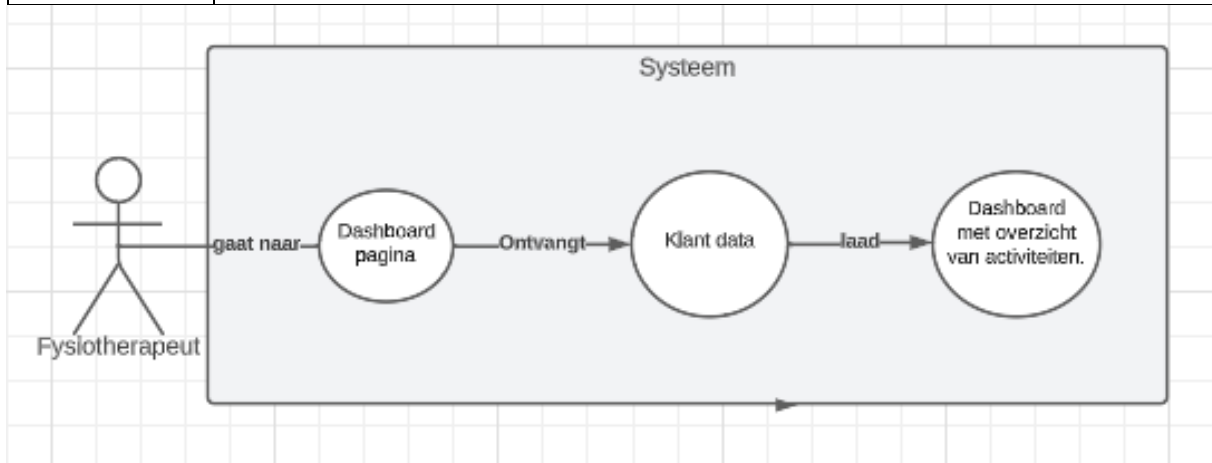 Systeem
gaat naar
Dashboard
pagina
Ontvangt
Klant data
laad
Dashboard
met overzicht
van activiteiten.
Fysiotherapeut